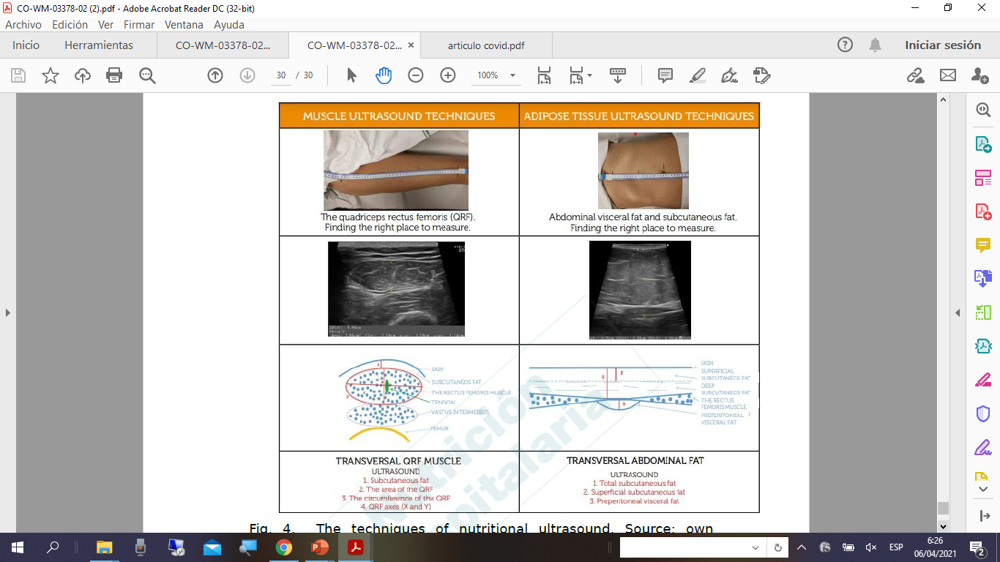 CO-WM-03378-02 (2).pdf - Adobe Acrobat Reader DC (32-bit)
Archivo Edición Ver Firmar Ventana Ayuda
Inicio Herramientas CO-WM-03378-02... CO-WM-03378-02... × articulo covid.pdf Iniciar sesión
30 / 30 100%
MUSCLE ULTRASOUND TECHNIQUES
ADIPOSE TISSUE ULTRASOUND TECHNIQUES
The quadriceps rectus femoris (QRF).
Finding the right place to measure.
Abdominal visceral fat and subcutaneous fat.
Finding the right place to measure.
1
SKIN
SUBCUTANEOS FAT
THE RECTUS FEMORIS MUSCLE
TENDON
VASTUS INTERMEDIUS
FEMUR
1
2
3
SKIN
SUPERFICIAL
SUBCUTANEOS FAT
DEEP
SUBCUTANEOS FAT
THE RECTUS
FEMORIS MUSCLE
PREPERITONEAL
VISCERAL FAT
TRANSVERSAL QRF MUSCLE
ULTRASOUND
1. Subcutaneous fat
2. The area of the QRF
3. The circumference of the QRF
4. QRF axes (X and Y)
TRANSVERSAL ABDOMINAL FAT
ULTRASOUND
1. Total subcutaneous fat
2. Superficial subcutaneous fat
3. Preperitoneal visceral fat
Nutrición
pitalaria
Fig. 4. The techniques of nutritional ultrasound. Source: own
ESP
6:26
06/04/2021
2